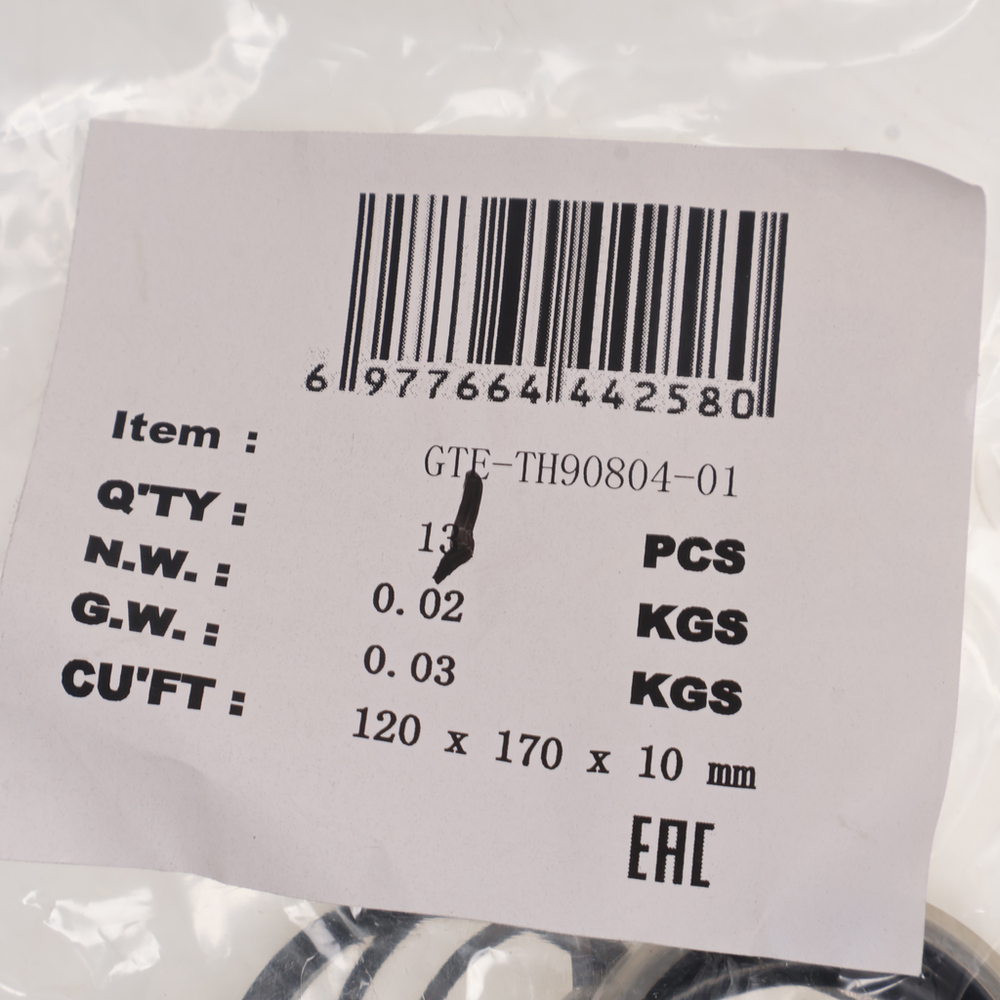 6 977664 442580
Item : GTE-TH90804-01
Q'TY : PCS
N.W. : 0.02 KGS
G.W. : 0.03 KGS
CU'FT : 120 x 170 x 10 mm
EAC